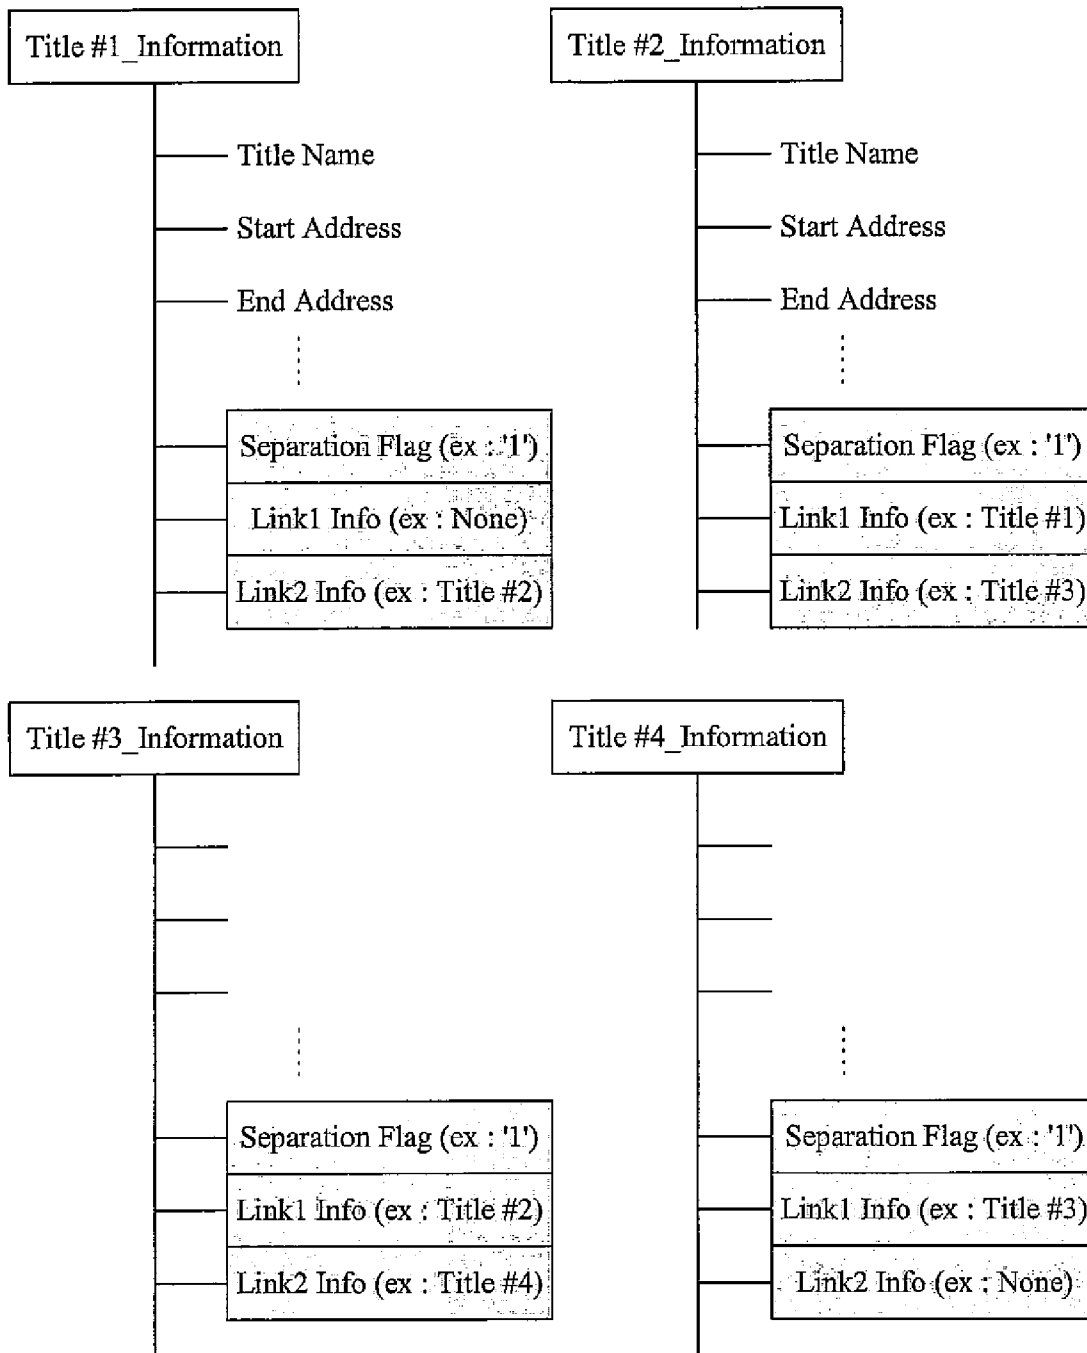 Title #1_Information
Title Name
Start Address
End Address
Separation Flag (ex : '1')
Link1 Info (ex : None)
Link2 Info (ex : Title #2)
Title #2_Information
Title Name
Start Address
End Address
Separation Flag (ex : '1')
Link1 Info (ex : Title #1)
Link2 Info (ex : Title #3)
Title #3_Information
Separation Flag (ex : '1')
Link1 Info (ex : Title #2)
Link2 Info (ex : Title #4)
Title #4_Information
Separation Flag (ex : '1')
Link1 Info (ex : Title #3)
Link2 Info (ex : None)